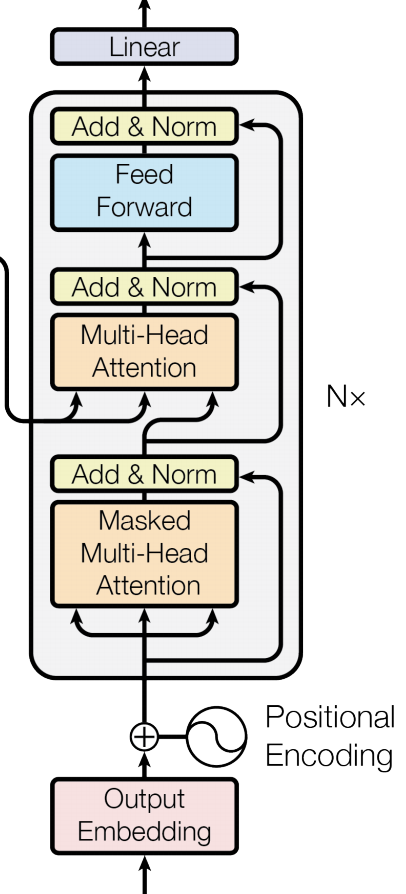 Linear
Add & Norm
Feed
Forward
Add & Norm
Multi-Head
Attention
N×
Add & Norm
Masked
Multi-Head
Attention
Positional
Encoding
Output
Embedding